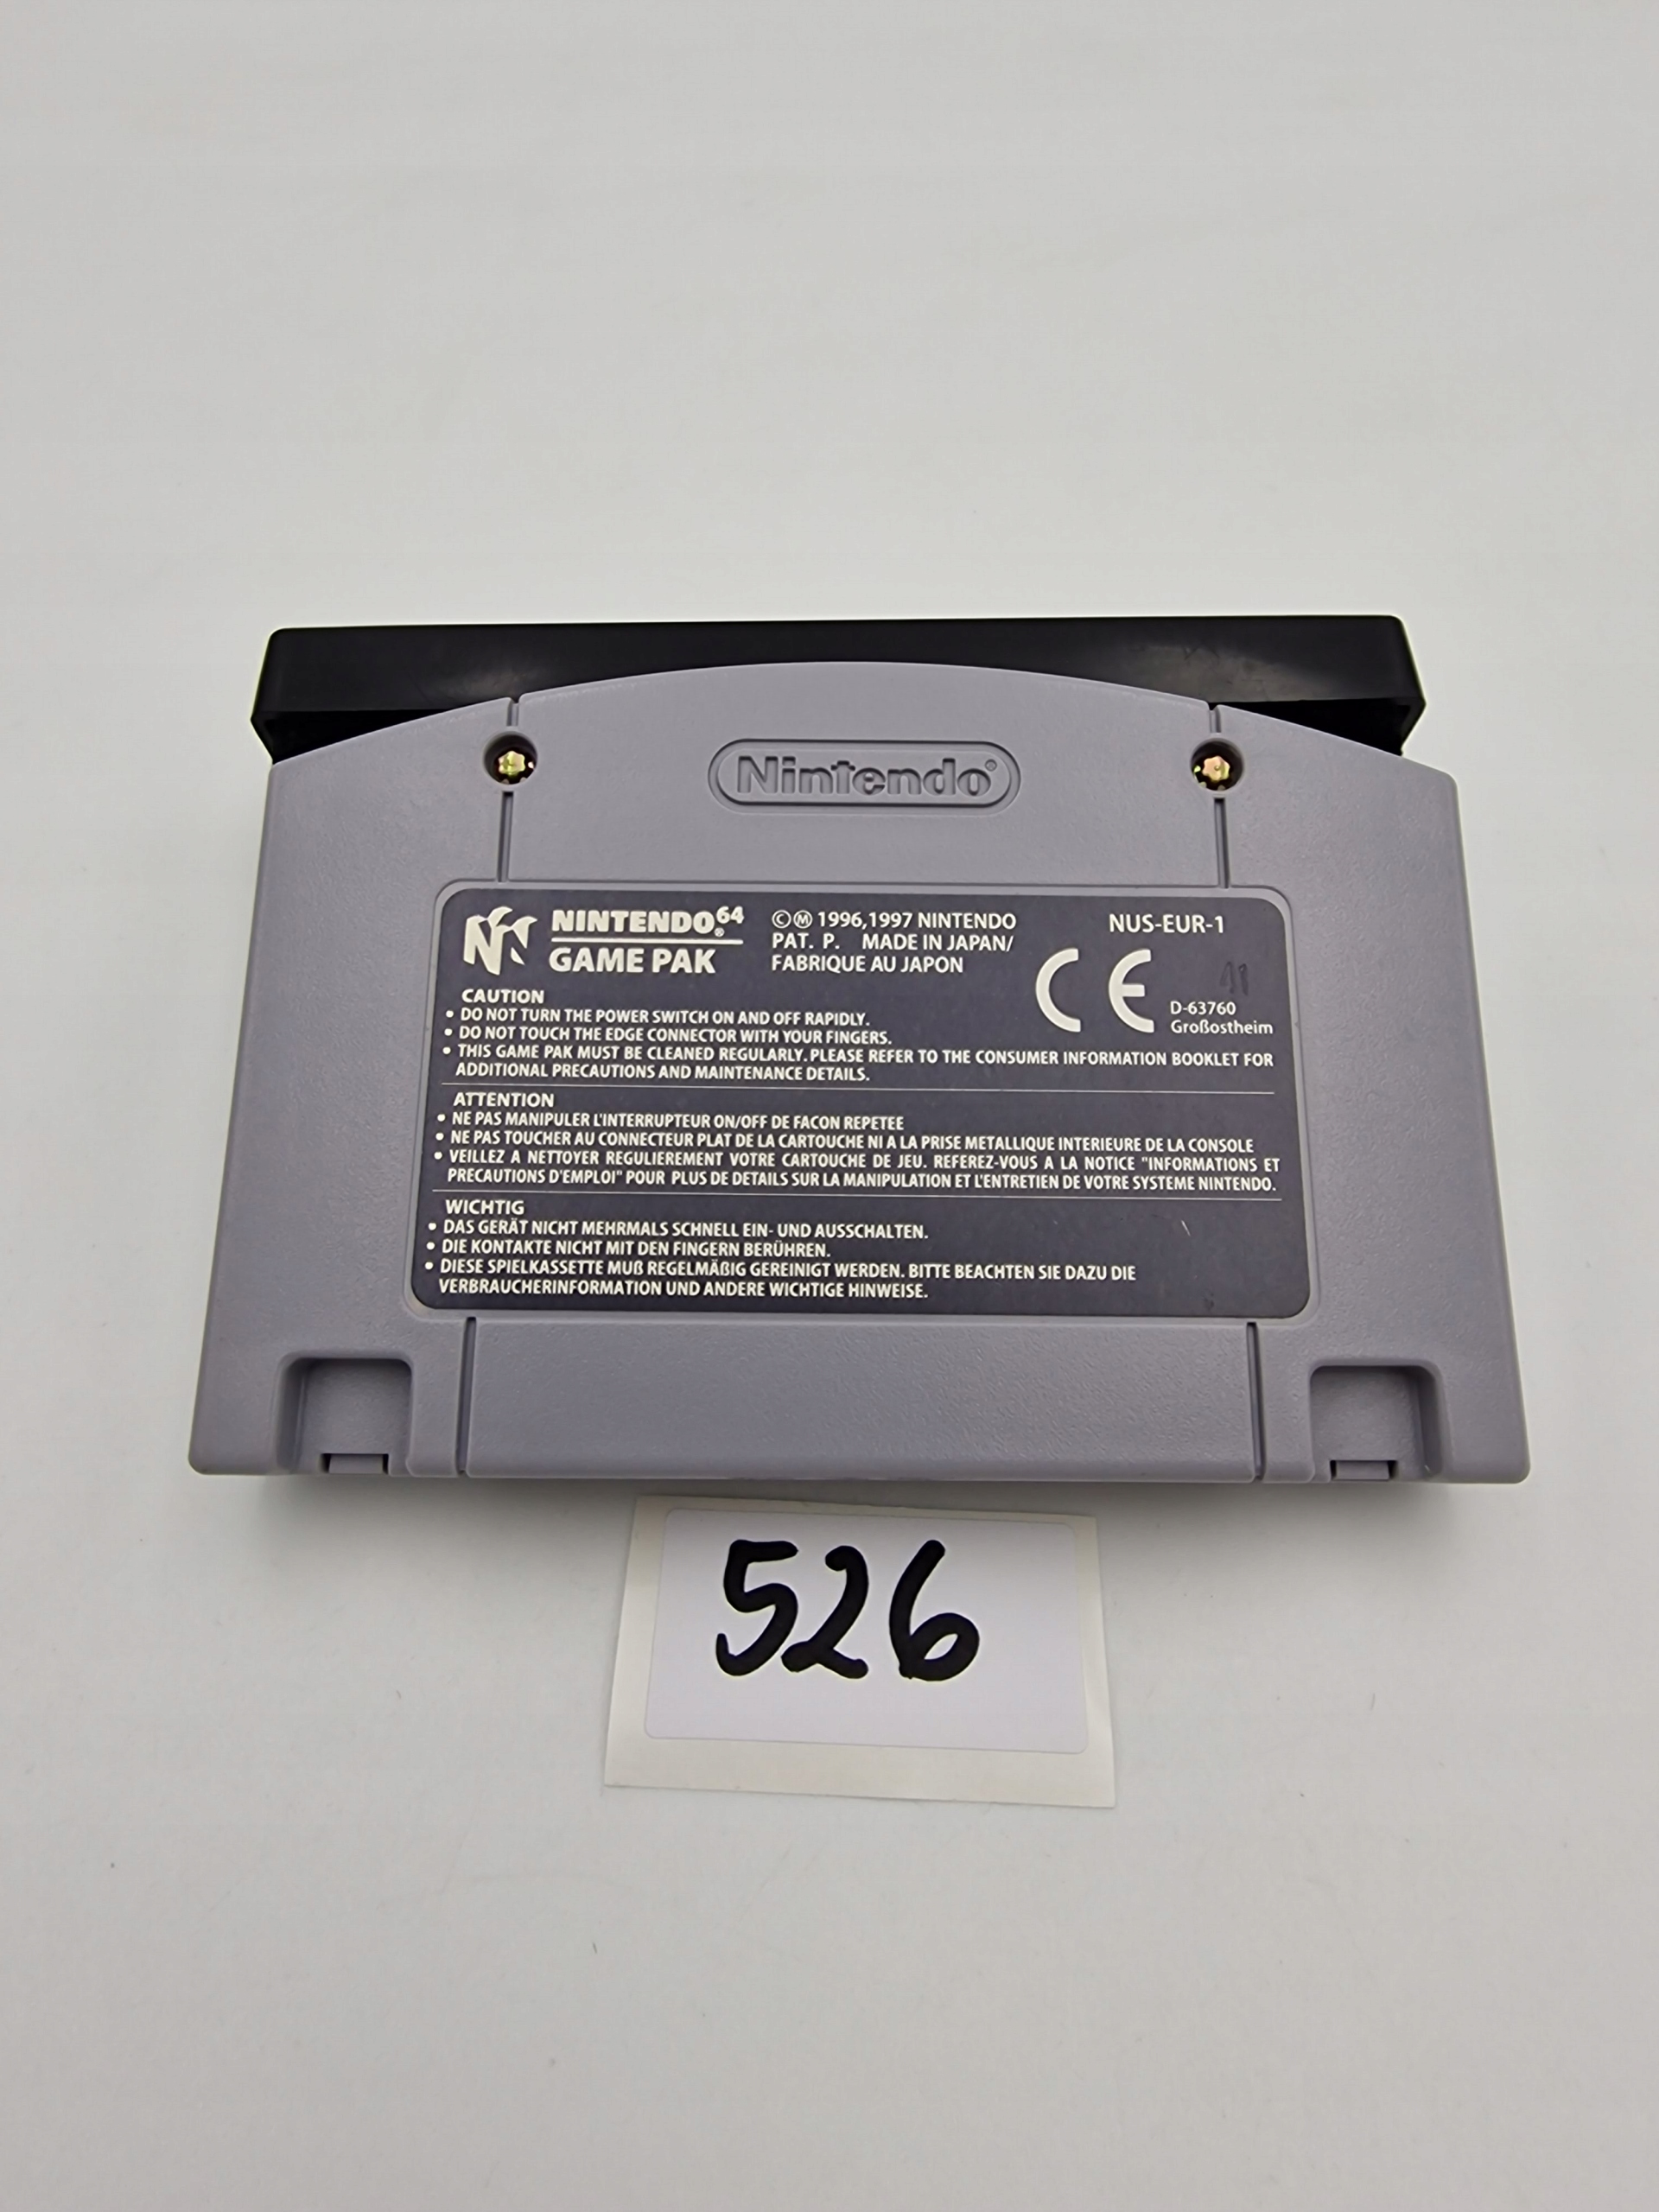 Nintendo®
NINTENDO 64®
GAME PAK
©Ⓜ 1996,1997 NINTENDO
PAT. P. MADE IN JAPAN/
FABRIQUE AU JAPON
NUS-EUR-1
CE
11
D-63760
Großostheim
CAUTION
• DO NOT TURN THE POWER SWITCH ON AND OFF RAPIDLY.
• DO NOT TOUCH THE EDGE CONNECTOR WITH YOUR FINGERS.
• THIS GAME PAK MUST BE CLEANED REGULARLY. PLEASE REFER TO THE CONSUMER INFORMATION BOOKLET FOR
ADDITIONAL PRECAUTIONS AND MAINTENANCE DETAILS.
ATTENTION
• NE PAS MANIPULER L'INTERRUPTEUR ON/OFF DE FACON REPETEE
• NE PAS TOUCHER AU CONNECTEUR PLAT DE LA CARTOUCHE NI A LA PRISE METALLIQUE INTERIEURE DE LA CONSOLE
• VEILLEZ A NETTOYER REGULIEREMENT VOTRE CARTOUCHE DE JEU. REFEREZ-VOUS A LA NOTICE "INFORMATIONS ET
PRECAUTIONS D'EMPLOI" POUR PLUS DE DETAILS SUR LA MANIPULATION ET L'ENTRETIEN DE VOTRE SYSTEME NINTENDO.
WICHTIG
• DAS GERÄT NICHT MEHRMALS SCHNELL EIN- UND AUSSCHALTEN.
• DIE KONTAKTE NICHT MIT DEN FINGERN BERÜHREN.
• DIESE SPIELKASSETTE MUß REGELMÄßIG GEREINIGT WERDEN. BITTE BEACHTEN SIE DAZU DIE
VERBRAUCHERINFORMATION UND ANDERE WICHTIGE HINWEISE.
526